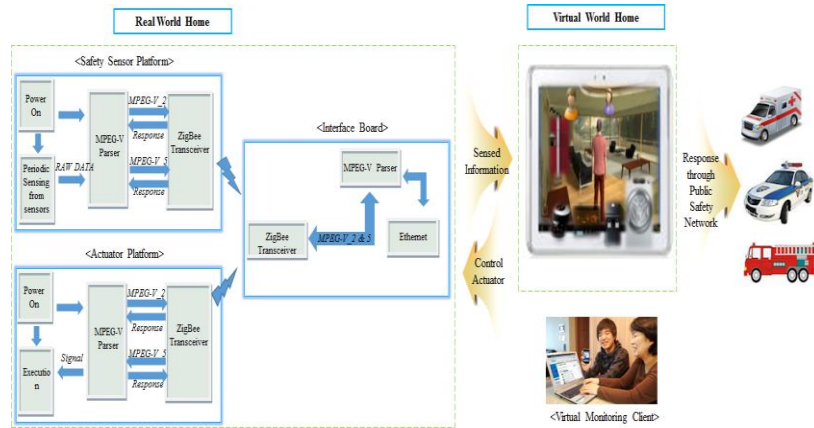 Real World Home
Virtual World Home
<Safety Sensor Platform>
Power
On
MPEG-V
Parser
MPEG-V_2
Response
MPEG-V_5
Response
ZigBee
Transceiver
Periodic
Sensing
from
sensors
RAW DATA
<Interface Board>
MPEG-V Parser
ZigBee
Transceiver
MPEG-V_2 & 5
Ethernet
<Actuator Platform>
Power
On
MPEG-V
Parser
MPEG-V_2
Response
MPEG-V_5
Response
ZigBee
Transceiver
Executio
n
Signal
Sensed
Information
Control
Actuator
Response
through
Public
Safety
Network
<Virtual Monitoring Client>